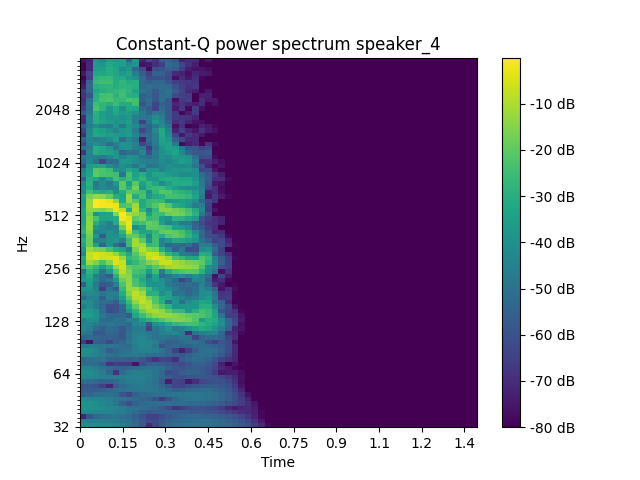 Constant-Q power spectrum speaker_4
Hz
2048
1024
512
256
128
64
32
0 0.15 0.3 0.45 0.6 0.75 0.9 1.1 1.2 1.4
Time
-10 dB
-20 dB
-30 dB
-40 dB
-50 dB
-60 dB
-70 dB
-80 dB